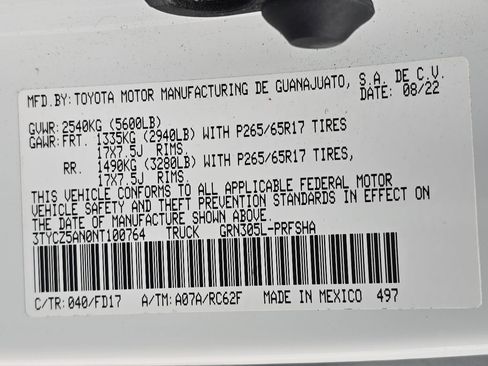 MFD.BY:TOYOTA MOTOR MANUFACTURING DE GUANAJUATO, S.A. DE C.V.
DATE: 08/22
GVWR:2540KG (5600LB)
GAWR:FRT. 1335KG (2940LB) WITH P265/65R17 TIRES
17X7.5J RIMS.
RR. 1490KG (3280LB) WITH P265/65R17 TIRES,
17X7.5J RIMS.
THIS VEHICLE CONFORMS TO ALL APPLICABLE FEDERAL MOTOR
VEHICLE SAFETY AND THEFT PREVENTION STANDARDS IN EFFECT ON
THE DATE OF MANUFACTURE SHOWN ABOVE.
3TYCZ5AN0NT100764 TRUCK GRN305L-PRFSHA
C/TR:040/FD17 A/TM:A07A/RC62F MADE IN MEXICO 497